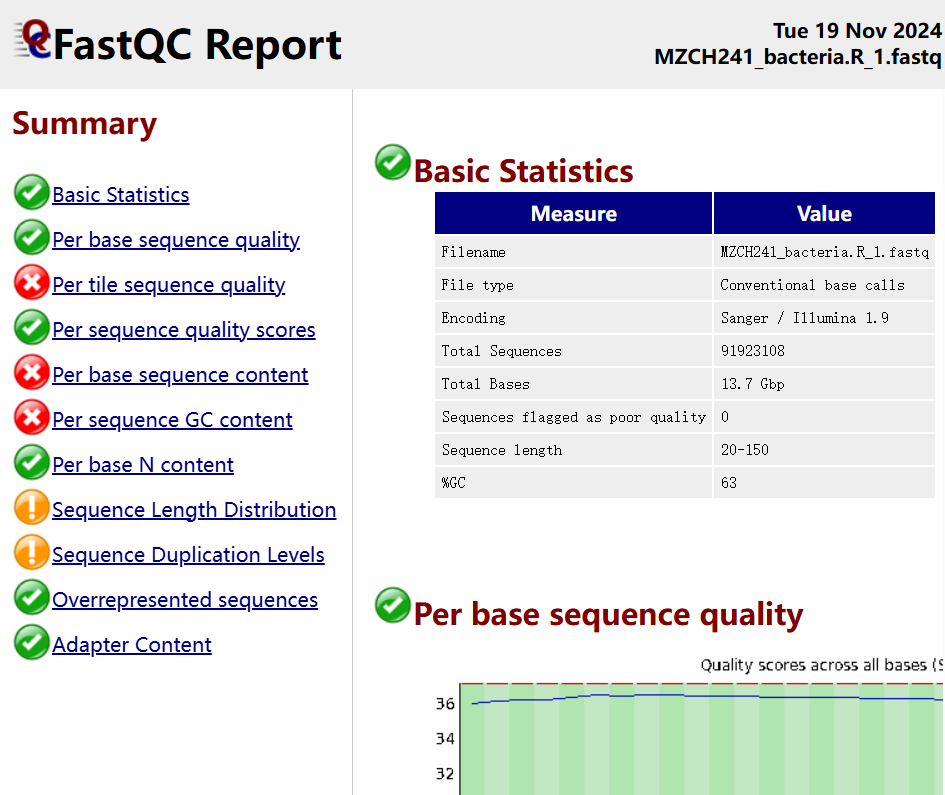 FastQC Report
Tue 19 Nov 2024
MZCH241_bacteria.R_1.fastq
Summary
Basic Statistics
Per base sequence quality
Per tile sequence quality
Per sequence quality scores
Per base sequence content
Per sequence GC content
Per base N content
Sequence Length Distribution
Sequence Duplication Levels
Overrepresented sequences
Adapter Content
Basic Statistics
Measure Value
Filename MZCH241_bacteria.R_1.fastq
File type Conventional base calls
Encoding Sanger / Illumina 1.9
Total Sequences 91923108
Total Bases 13.7 Gbp
Sequences flagged as poor quality 0
Sequence length 20-150
%GC 63
Per base sequence quality
Quality scores across all bases (S
36
34
32